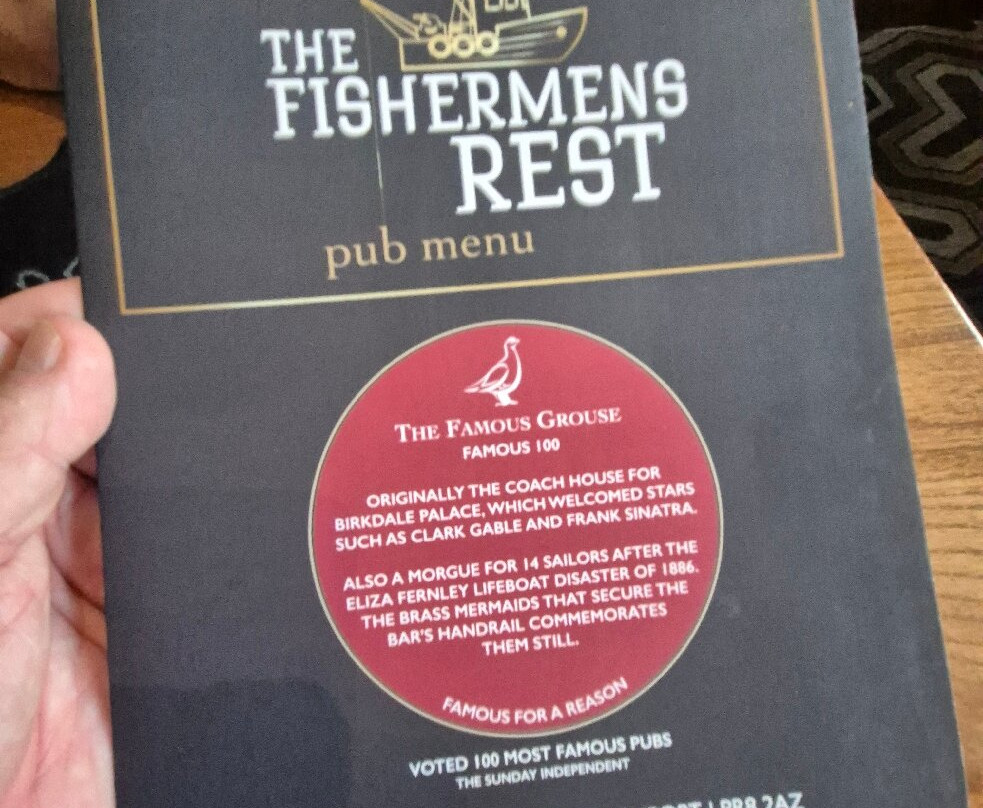 THE
FISHERMENS
REST
pub menu
THE FAMOUS GROUSE
FAMOUS 100
ORIGINALLY THE COACH HOUSE FOR
BIRKDALE PALACE, WHICH WELCOMED STARS
SUCH AS CLARK GABLE AND FRANK SINATRA.
ALSO A MORGUE FOR 14 SAILORS AFTER THE
ELIZA FERNLEY LIFEBOAT DISASTER OF 1886.
THE BRASS MERMAIDS THAT SECURE THE
BAR'S HANDRAIL COMMEMORATES
THEM STILL.
FAMOUS FOR A REASON
VOTED 100 MOST FAMOUS PUBS
THE SUNDAY INDEPENDENT
PR8 2AZ